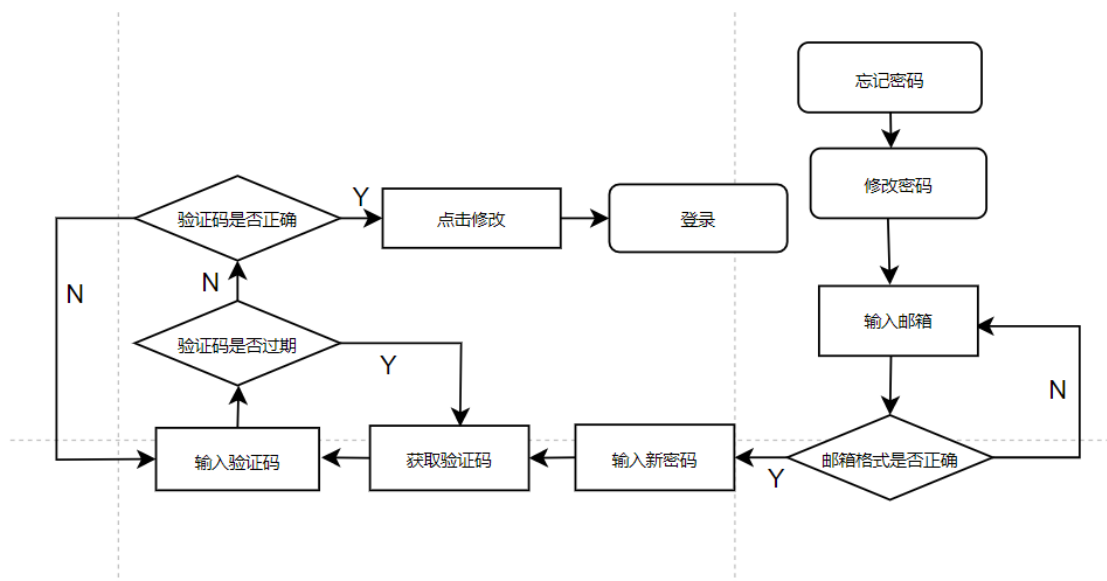 忘记密码
修改密码
验证码是否正确
Y
点击修改
登录
N
N
验证码是否过期
Y
输入邮箱
N
输入验证码
获取验证码
输入新密码
Y
邮箱格式是否正确